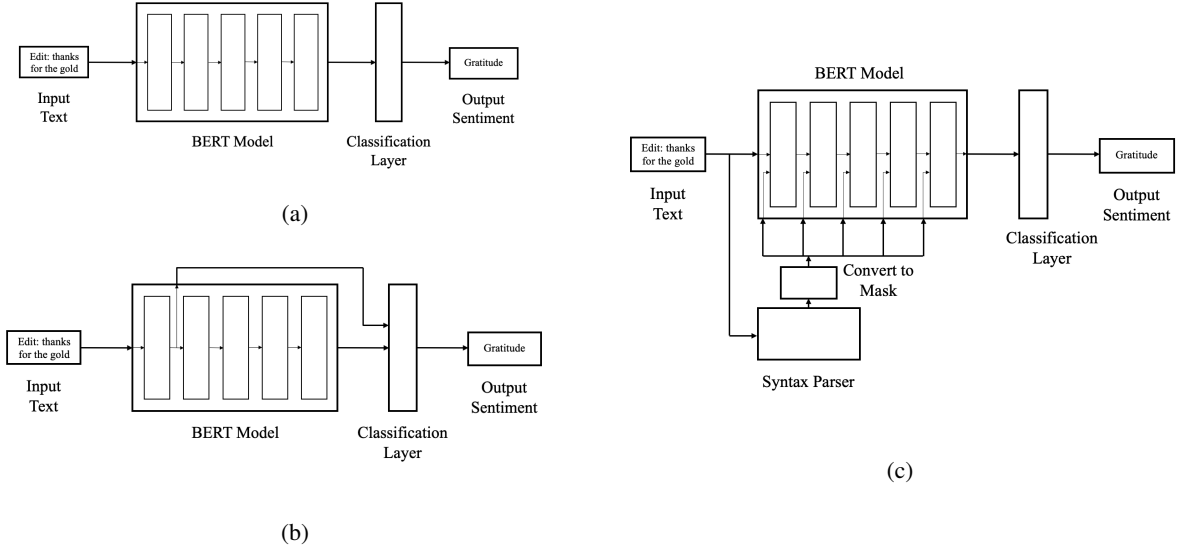 Edit: thanks
for the gold
Input
Text
BERT Model
Classification
Layer
Gratitude
Output
Sentiment
(a)
Edit: thanks
for the gold
Input
Text
BERT Model
Classification
Layer
Gratitude
Output
Sentiment
(b)
BERT Model
Edit: thanks
for the gold
Input
Text
Gratitude
Output
Sentiment
Classification
Layer
Convert to
Mask
Syntax Parser
(c)